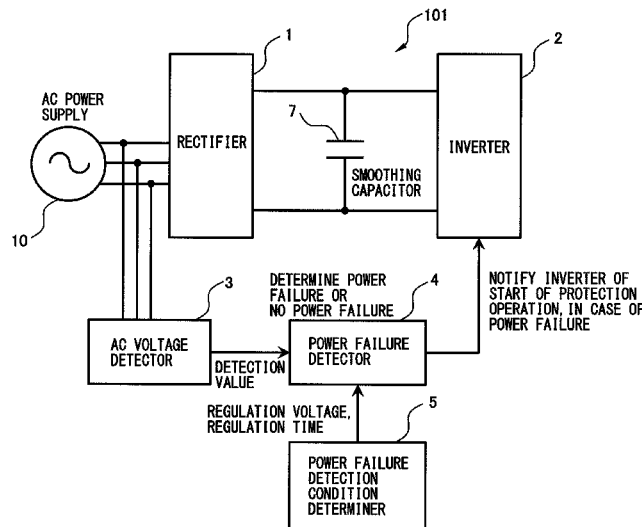 101
1
2
AC POWER
SUPPLY
RECTIFIER
7
INVERTER
SMOOTHING
CAPACITOR
10
3
DETERMINE POWER
FAILURE OR
NO POWER FAILURE
4
NOTIFY INVERTER OF
START OF PROTECTION
OPERATION, IN CASE OF
POWER FAILURE
AC VOLTAGE
DETECTOR
DETECTION
VALUE
POWER FAILURE
DETECTOR
REGULATION VOLTAGE,
REGULATION TIME
5
POWER FAILURE
DETECTION
CONDITION
DETERMINER